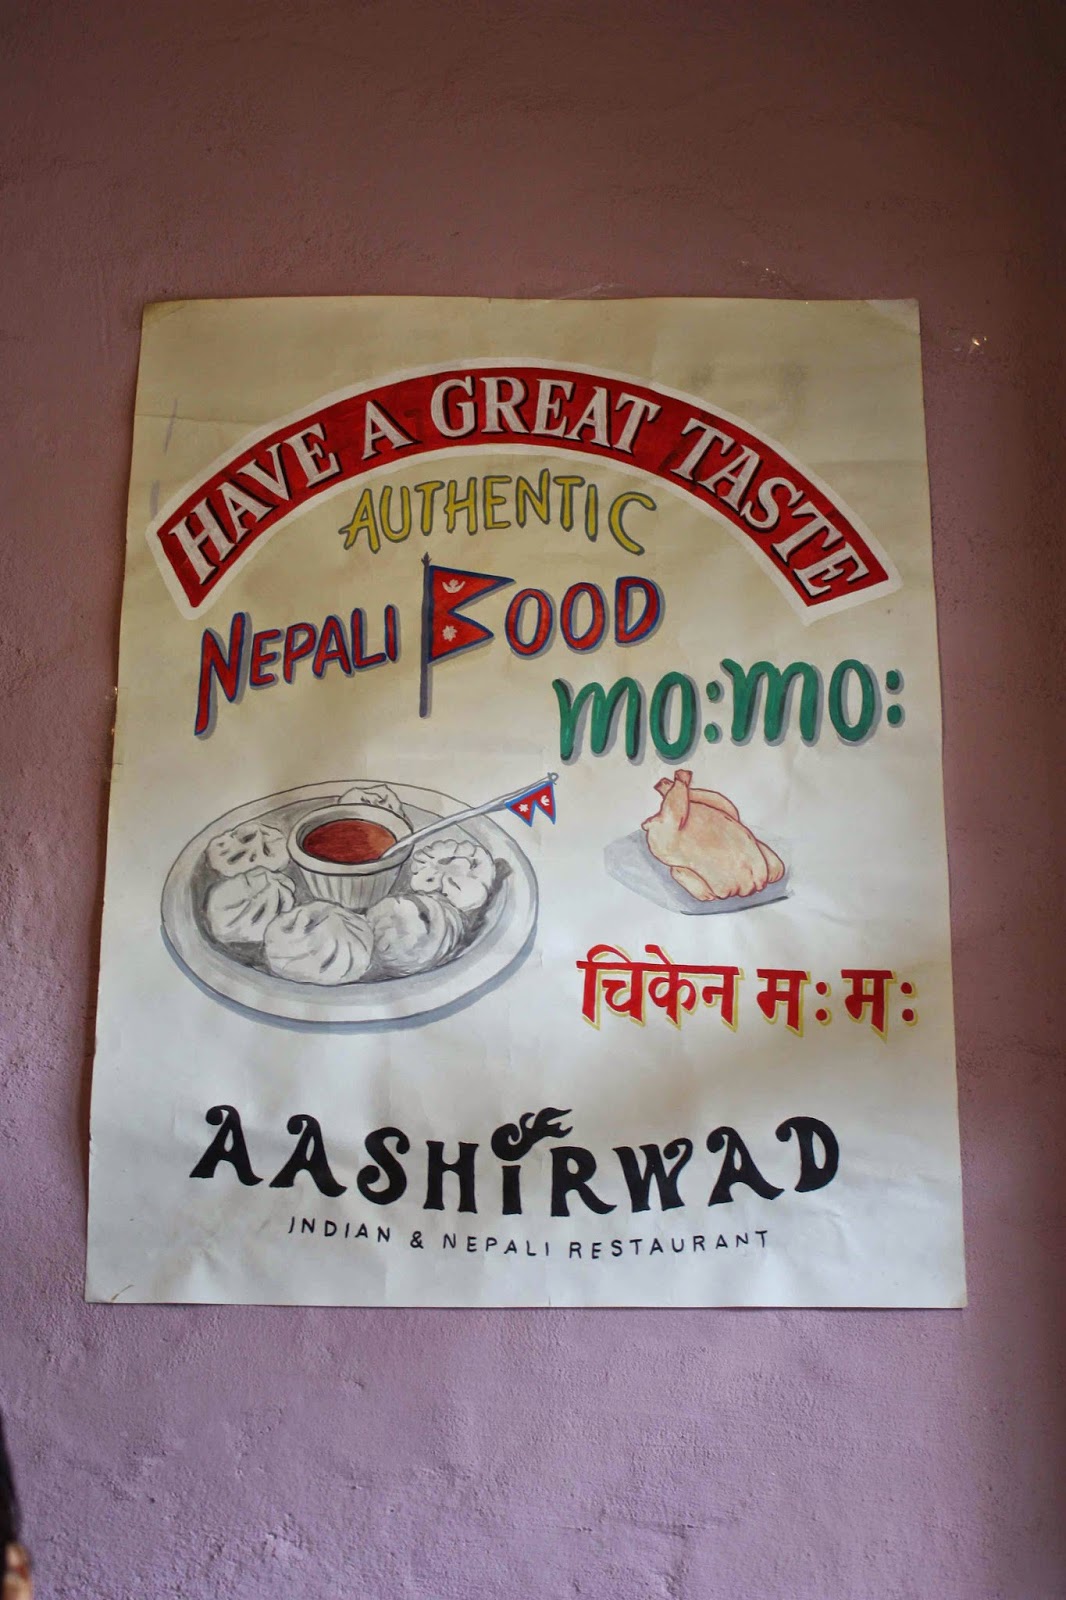 HAVE A GREAT TASTE
AUTHENTIC
NEPALI FOOD
MO:MO:
चिकेन म: म:
AASHIRWAD
INDIAN & NEPALI RESTAURANT